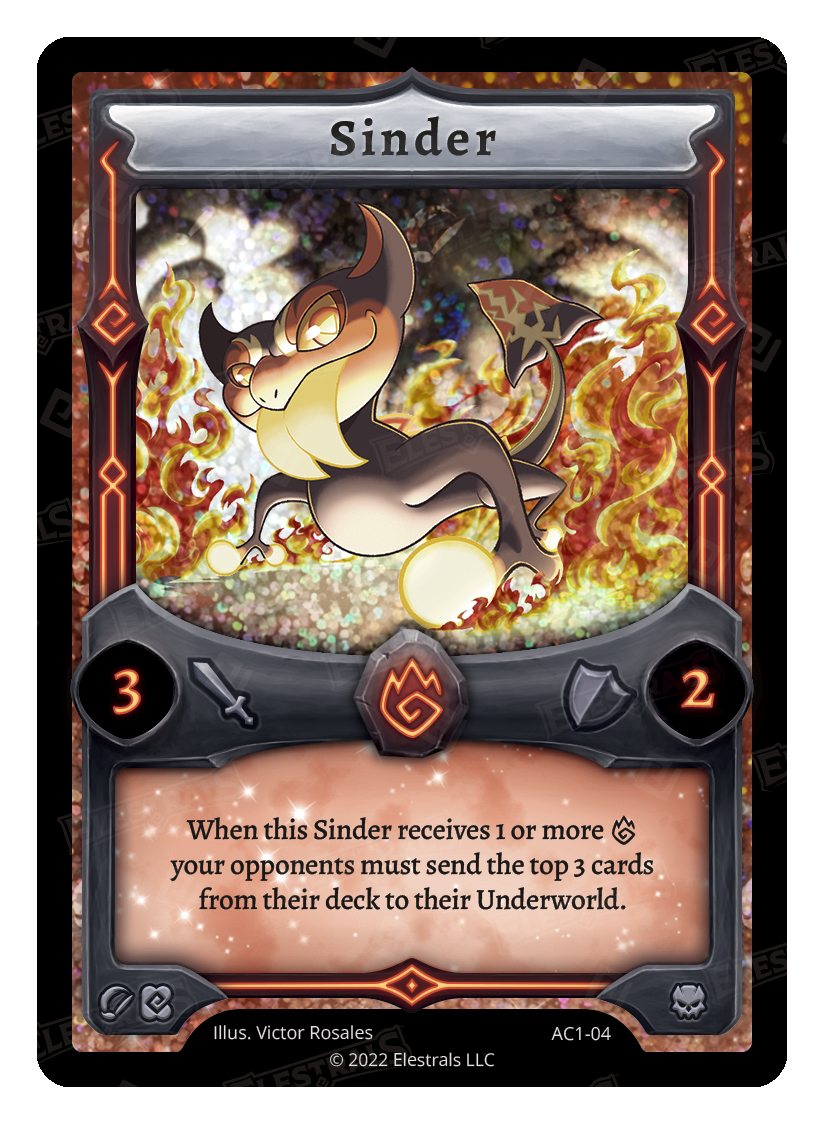 Sinder
3
2
When this Sinder receives 1 or more
your opponents must send the top 3 cards
from their deck to their Underworld.
Illus. Victor Rosales
AC1-04
© 2022 Elestrals LLC